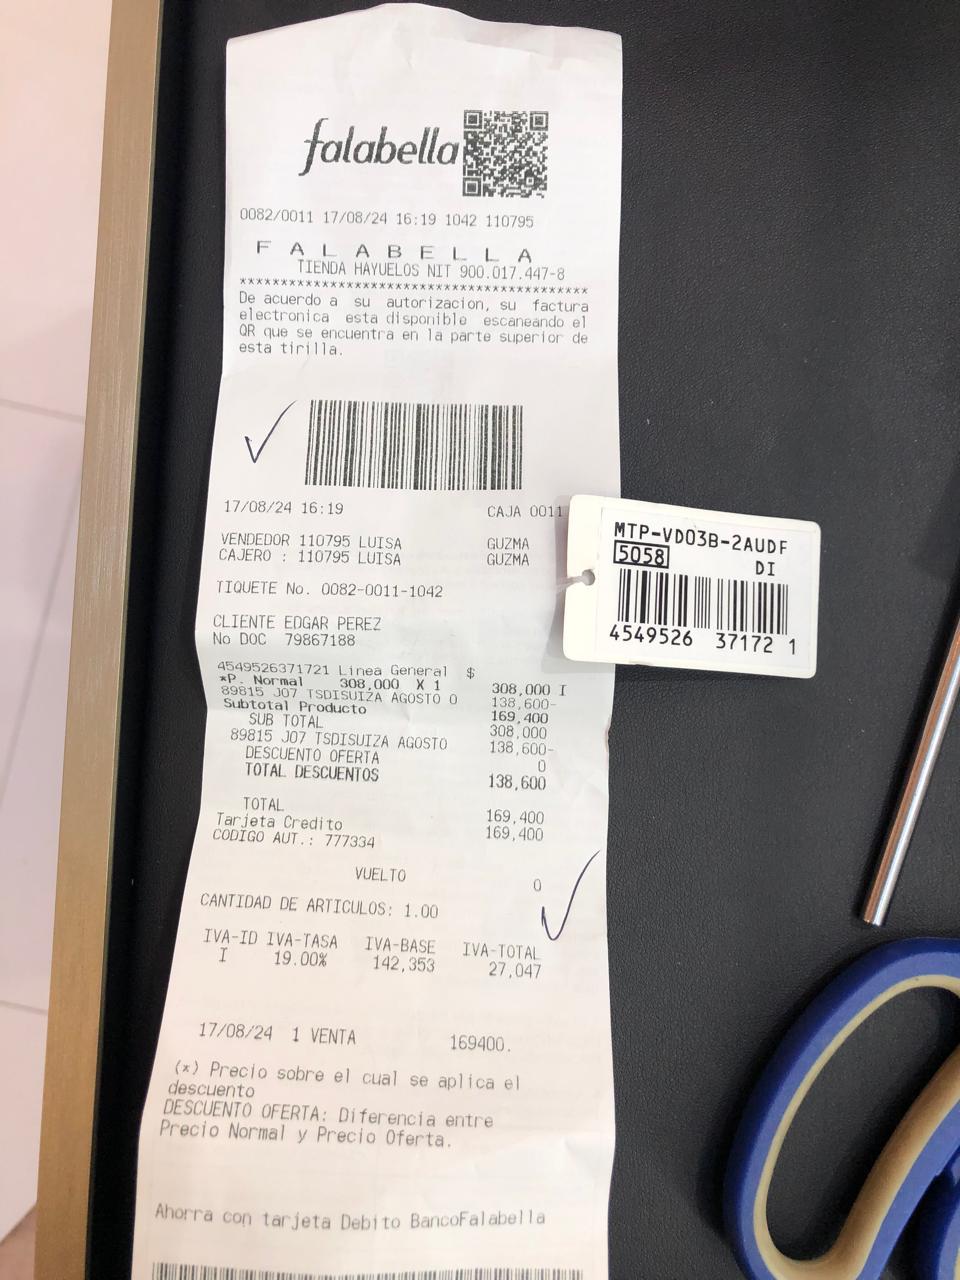 falabella
0082/0011 17/08/24 16:19 1042 110795
F A L A B E L L A
TIENDA HAYUELOS NIT 900.017.447-8
******************************************
De acuerdo a su autorizacion, su factura
electronica esta disponible escaneando el
QR que se encuentra en la parte superior de
esta tirilla.
17/08/24 16:19 CAJA 0011
VENDEDOR 110795 LUISA GUZMA
CAJERO : 110795 LUISA GUZMA
TIQUETE No. 0082-0011-1042
CLIENTE EDGAR PEREZ
No DOC 79867188
4549526371721 Linea General $
*P. Normal 308,000 X 1 308,000 I
89815 J07 TSDISUIZA AGOSTO 0 138,600-
Subtotal Producto 169,400
SUB TOTAL 308,000
89815 J07 TSDISUIZA AGOSTO 138,600-
DESCUENTO OFERTA 0
TOTAL DESCUENTOS 138,600
TOTAL 169,400
Tarjeta Credito 169,400
CODIGO AUT.: 777334
VUELTO 0
CANTIDAD DE ARTICULOS: 1.00
IVA-ID IVA-TASA IVA-BASE IVA-TOTAL
I 19.00% 142,353 27,047
17/08/24 1 VENTA 169400.
(*) Precio sobre el cual se aplica el
descuento
DESCUENTO OFERTA: Diferencia entre
Precio Normal y Precio Oferta.
Ahorra con tarjeta Debito BancoFalabella
MTP-VD03B-2AUDF
5058 DI
4549526 37172 1